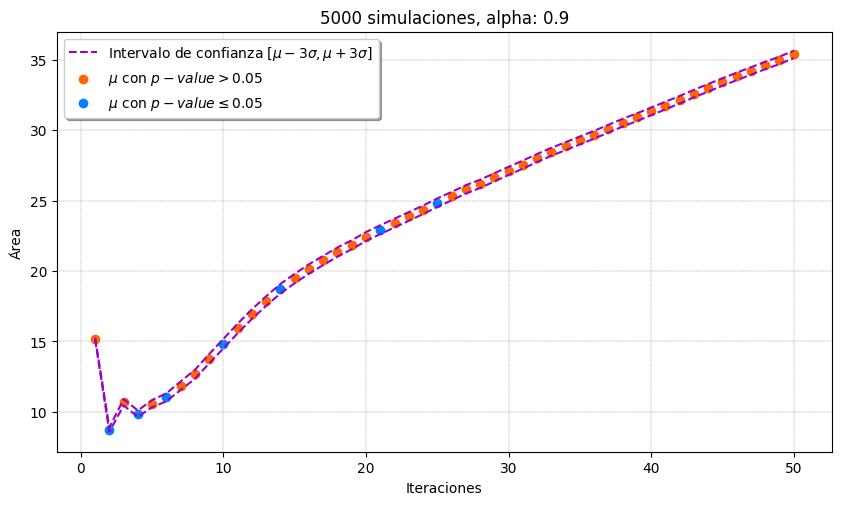 5000 simulaciones, alpha: 0.9
Intervalo de confianza [μ − 3σ, μ + 3σ]
μ con p − value > 0.05
μ con p − value ≤ 0.05
Área
35
30
25
20
15
10
0 10 20 30 40 50
Iteraciones